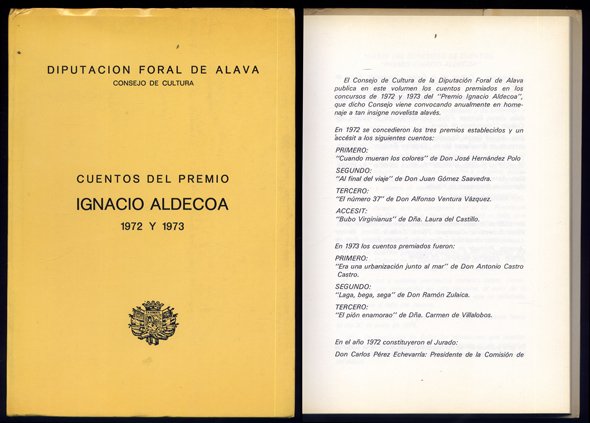 DIPUTACION FORAL DE ALAVA
CONSEJO DE CULTURA
CUENTOS DEL PREMIO
IGNACIO ALDECOA
1972 Y 1973
El Consejo de Cultura de la Diputación Foral de Alava
publica en este volumen los cuentos premiados en los
concursos de 1972 y 1973 del "Premio Ignacio Aldecoa",
que dicho Consejo viene convocando anualmente en home-
naje a tan insigne novelista alavés.
En 1972 se concedieron los tres premios establecidos y un
accésit a los siguientes cuentos:
PRIMERO:
"Cuando mueran los colores" de Don José Hernández Polo
SEGUNDO:
"Al final del viaje" de Don Juan Gómez Saavedra.
TERCERO:
"El número 37" de Don Alfonso Ventura Vázquez.
ACCESIT:
"Bubo Virginianus" de Dña. Laura del Castillo.
En 1973 los cuentos premiados fueron:
PRIMERO:
"Era una urbanización junto al mar" de Don Antonio Castro
Castro.
SEGUNDO:
"Laga, bega, sega" de Don Ramón Zulaica.
TERCERO:
"El pión enamorao" de Dña. Carmen de Villalobos.
En el año 1972 constituyeron el Jurado:
Don Carlos Pérez Echevarría: Presidente de la Comisión de